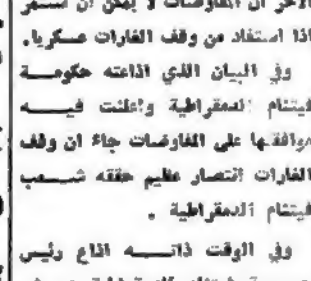 الآخر ان المفاوضات لا يمكن ان تستمر
اذا استفاد من وقف الغارات عسكريا.
وفي البيان الذي اذاعته حكومة
فيتنام الديمقراطية واعلنت فيه
موافقتها على المفاوضات جاء ان وقف
الغارات انتصار عظيم حققه شعب
فيتنام الديمقراطية .
وفي الوقت ذاته اذاع رئيس